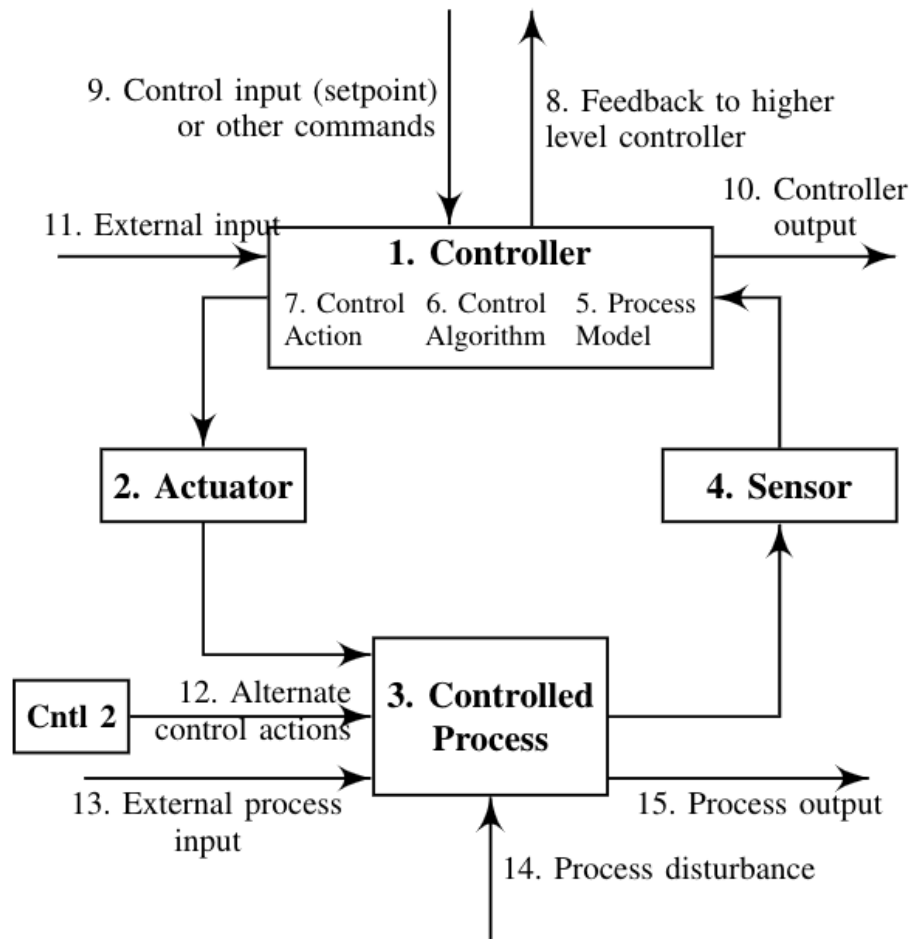 9. Control input (setpoint)
or other commands
8. Feedback to higher
level controller
10. Controller
output
11. External input
1. Controller
7. Control
Action
6. Control
Algorithm
5. Process
Model
2. Actuator
4. Sensor
Cntl 2
12. Alternate
control actions
3. Controlled
Process
13. External process
input
15. Process output
14. Process disturbance